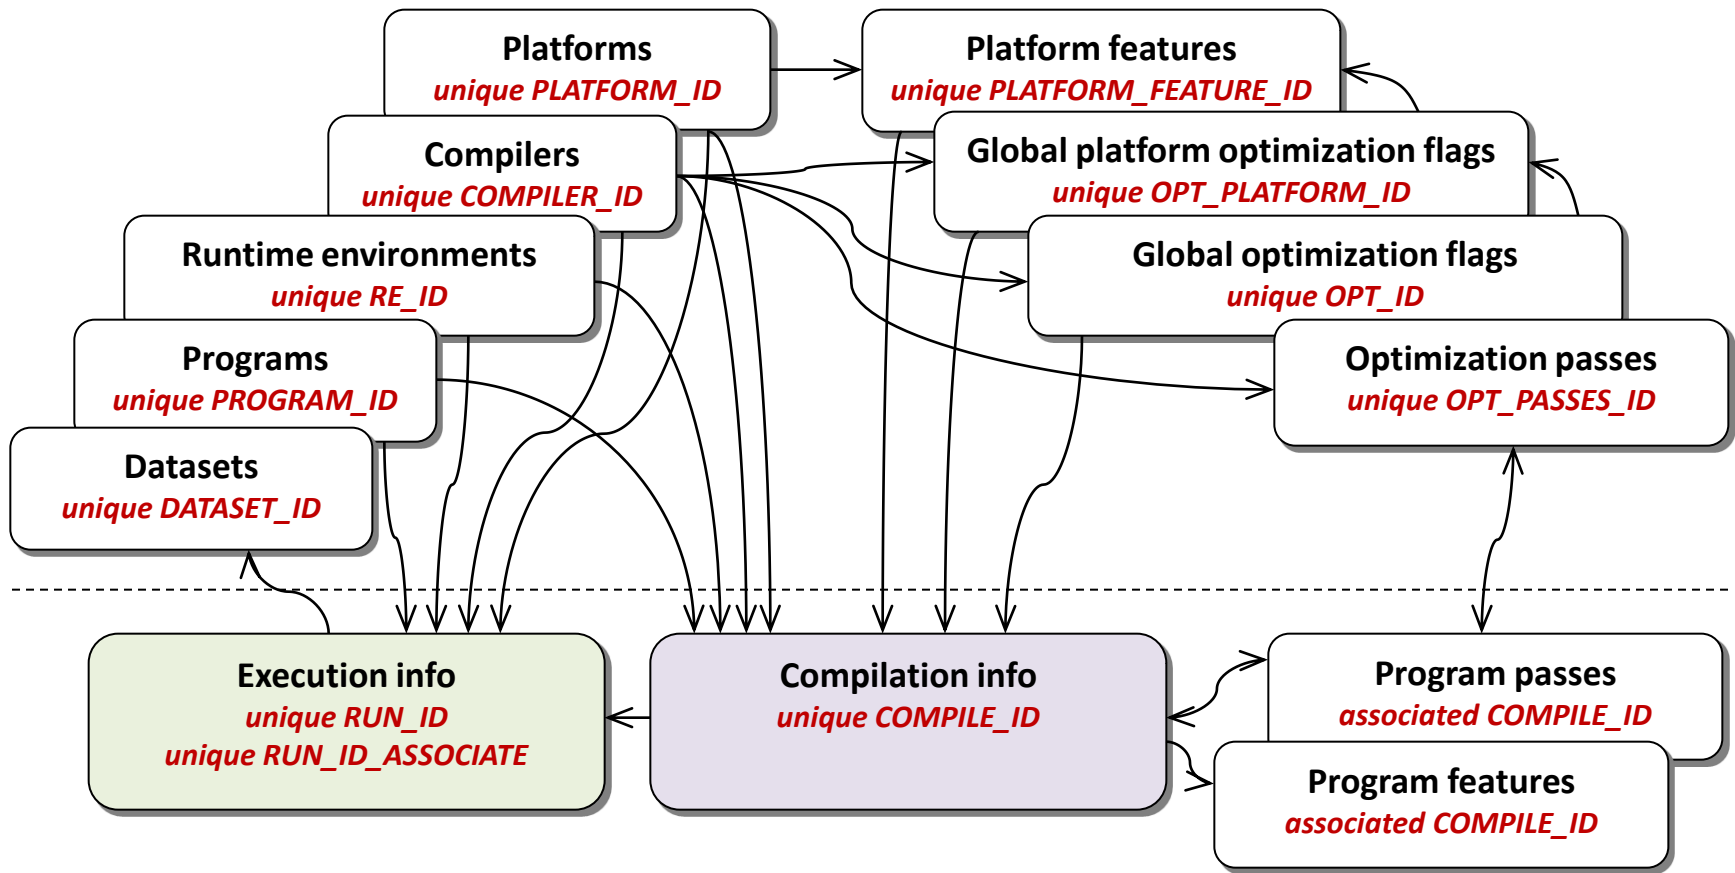 Platforms
unique PLATFORM_ID
Platform features
unique PLATFORM_FEATURE_ID
Compilers
unique COMPILER_ID
Global platform optimization flags
unique OPT_PLATFORM_ID
Runtime environments
unique RE_ID
Global optimization flags
unique OPT_ID
Programs
unique PROGRAM_ID
Optimization passes
unique OPT_PASSES_ID
Datasets
unique DATASET_ID
Execution info
unique RUN_ID
unique RUN_ID_ASSOCIATE
Compilation info
unique COMPILE_ID
Program passes
associated COMPILE_ID
Program features
associated COMPILE_ID